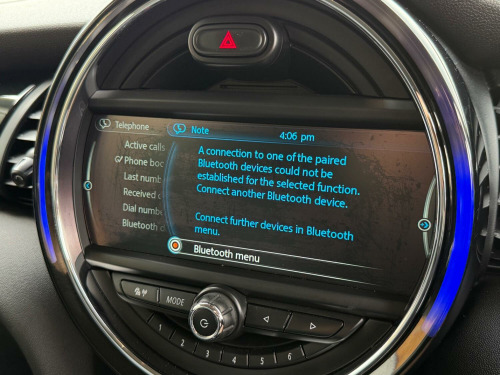 Telephone
Note
4:06 pm
Active calls
Phone boo
Last numb
Received c
Dial numbe
Bluetooth d
A connection to one of the paired
Bluetooth devices could not be
established for the selected function.
Connect another Bluetooth device.
Connect further devices in Bluetooth
menu.
Bluetooth menu
MODE
1
2
3
4
5
6